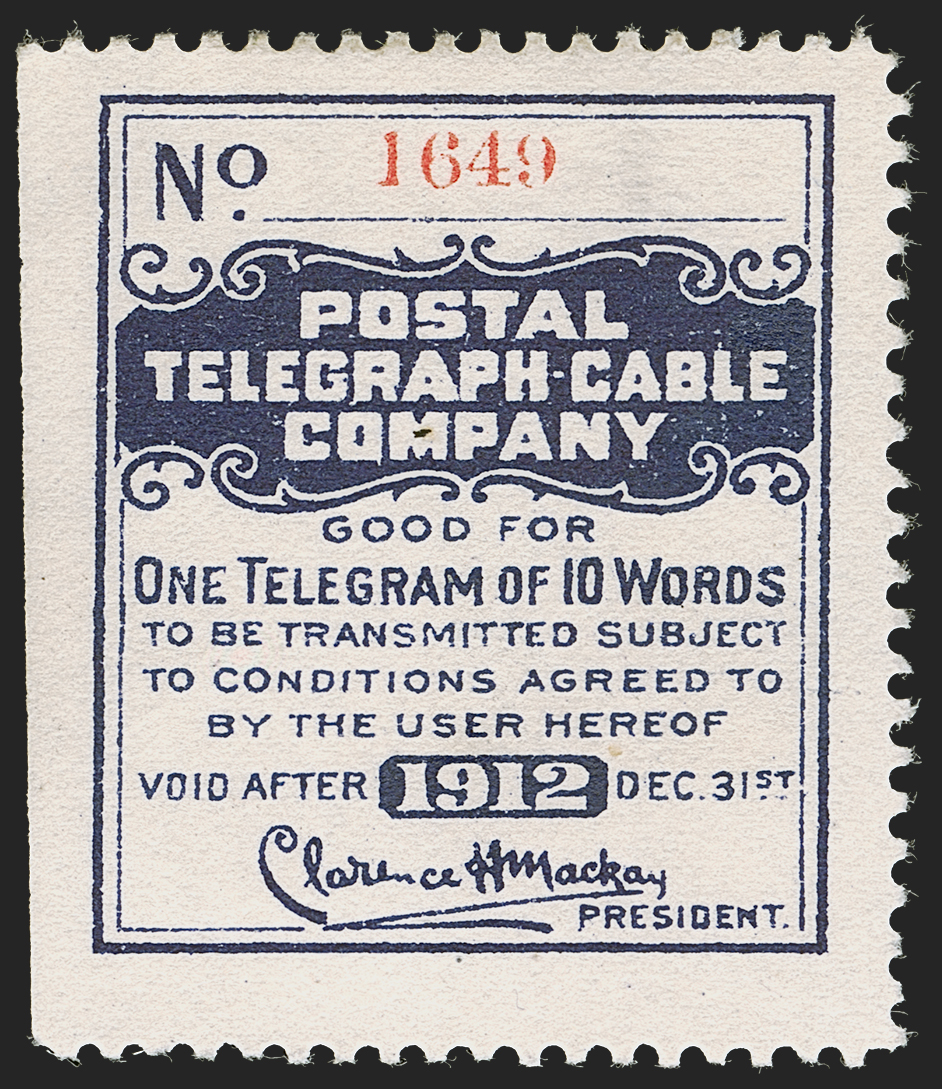 No. 1649
POSTAL
TELEGRAPH-CABLE
COMPANY
GOOD FOR
ONE TELEGRAM OF 10 WORDS
TO BE TRANSMITTED SUBJECT
TO CONDITIONS AGREED TO
BY THE USER HEREOF
VOID AFTER 1912 DEC. 31ST
Clarence H Mackay
PRESIDENT.